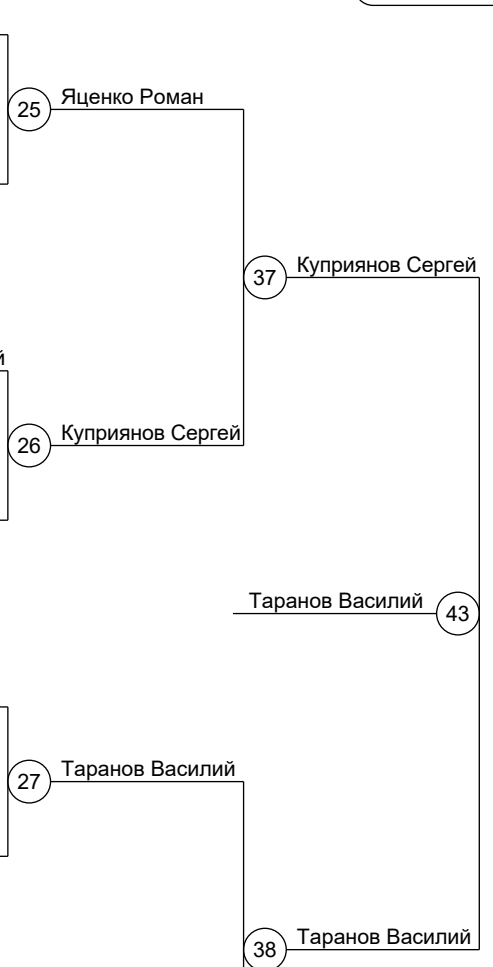 Яценко Роман
25
Куприянов Сергей
37
й
Куприянов Сергей
26
Таранов Василий
43
Таранов Василий
27
Таранов Василий
38